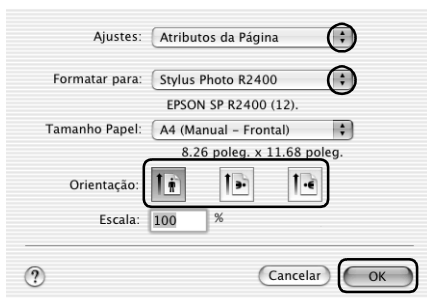 Ajustes: Atributos da Página
Formatar para: Stylus Photo R2400
EPSON SP R2400 (12).
Tamanho Papel: A4 (Manual – Frontal)
8.26 poleg. x 11.68 poleg.
Orientação:
Escala: 100 %
? Cancelar OK